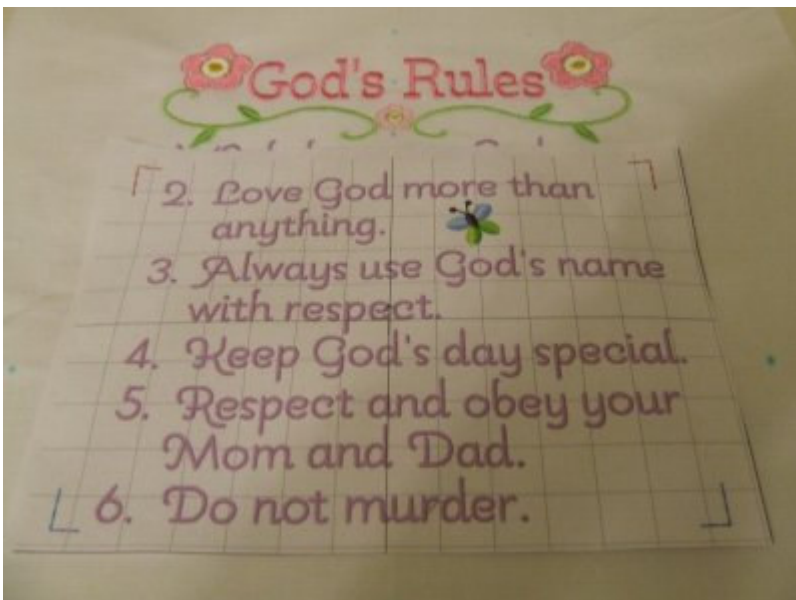 God's Rules
2. Love God more than
anything.
3. Always use God's name
with respect.
4. Keep God's day special.
5. Respect and obey your
Mom and Dad.
6. Do not murder.